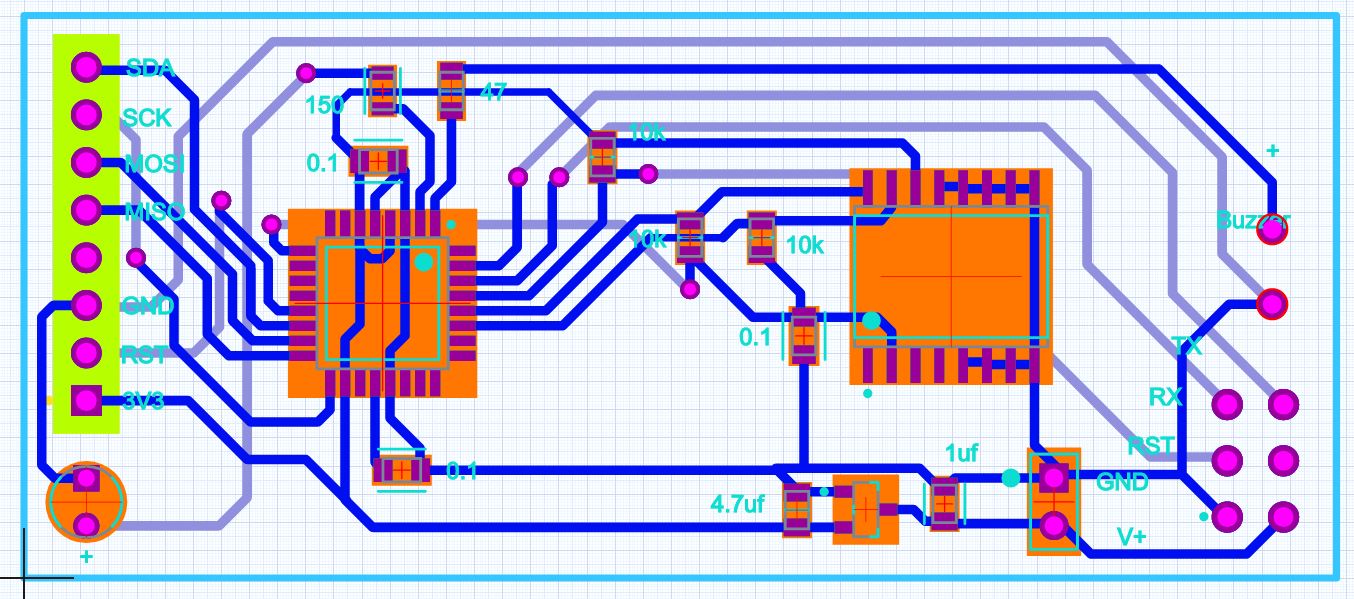 SDA
SCK
MOSI
MISO
GND
RST
3V3
+
150
47
0.1
10k
10k
10k
0.1
0.1
4.7uf
1uf
+
Buzzer
TX
RX
RST
GND
V+